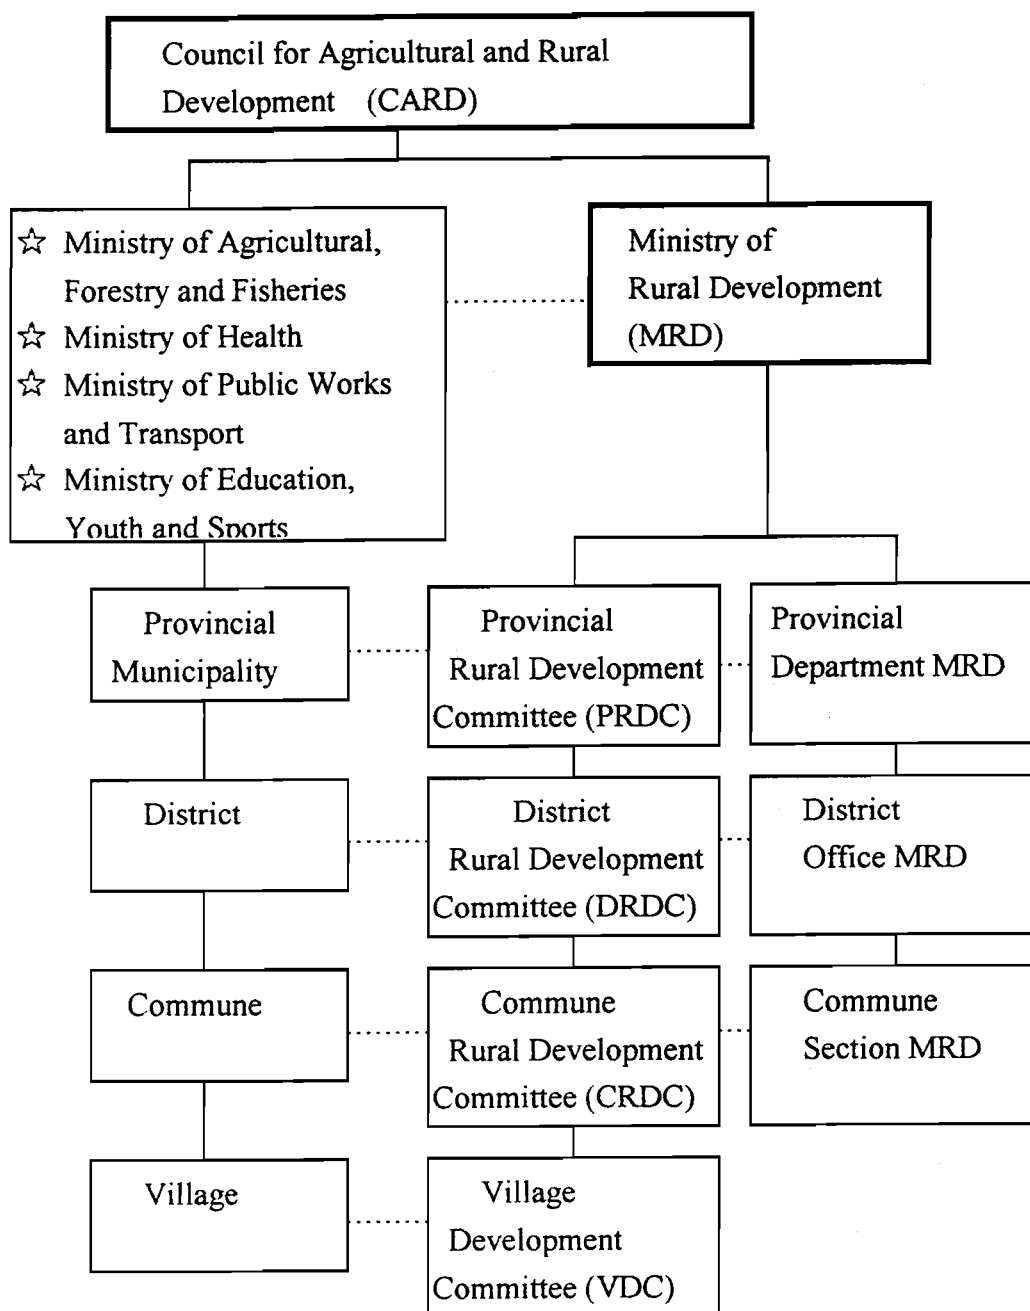 Council for Agricultural and Rural
Development (CARD)
☆ Ministry of Agricultural,
Forestry and Fisheries
☆ Ministry of Health
☆ Ministry of Public Works
and Transport
☆ Ministry of Education,
Youth and Sports
Ministry of
Rural Development
(MRD)
Provincial
Municipality
Provincial
Rural Development
Committee (PRDC)
Provincial
Department MRD
District
District
Rural Development
Committee (DRDC)
District
Office MRD
Commune
Commune
Rural Development
Committee (CRDC)
Commune
Section MRD
Village
Village
Development
Committee (VDC)